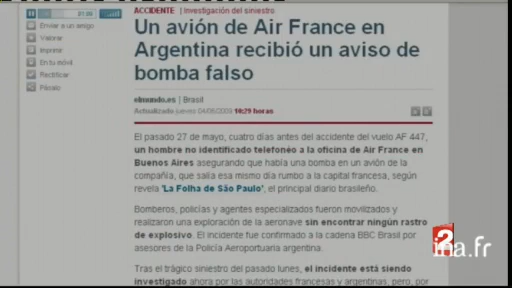 01:09
ACCIDENTE | Investigación del siniestro
Un avión de Air France en
Argentina recibió un aviso de
bomba falso
Enviar a un amigo
Valorar
Imprimir
En tu móvil
Rectificar
elmundo.es | Brasil
Actualizado jueves 04/06/2009 10:29 horas
El pasado 27 de mayo, cuatro días antes del accidente del vuelo AF 447,
un hombre no identificado telefoneó a la oficina de Air France en
Buenos Aires asegurando que había una bomba en un avión de la
compañía, que salía ese mismo día rumbo a la capital francesa, según
revela 'La Folha de São Paulo', el principal diario brasileño.
Bomberos, policías y agentes especializados fueron movilizados y
realizaron una exploración de la aeronave sin encontrar ningún rastro
de explosivo. El incidente fue confirmado a la cadena BBC Brasil por
asesores de la Policía Aeroportuaria argentina.
Tras el trágico siniestro del pasado lunes, el incidente está siendo
investigado ahora por las autoridades francesas y argentinas, pero, por
2
ina.fr